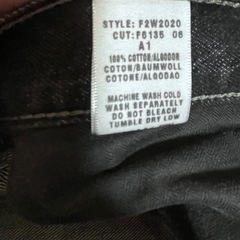 STYLE: F2W2020
CUT:F6135 06
A1
100% COTTON/ALGODON
COTON/BAUMWOLL
COTONE/ALGODAO
MACHINE WASH COLD
WASH SEPARATELY
DO NOT BLEACH
TUMBLE DRY LOW